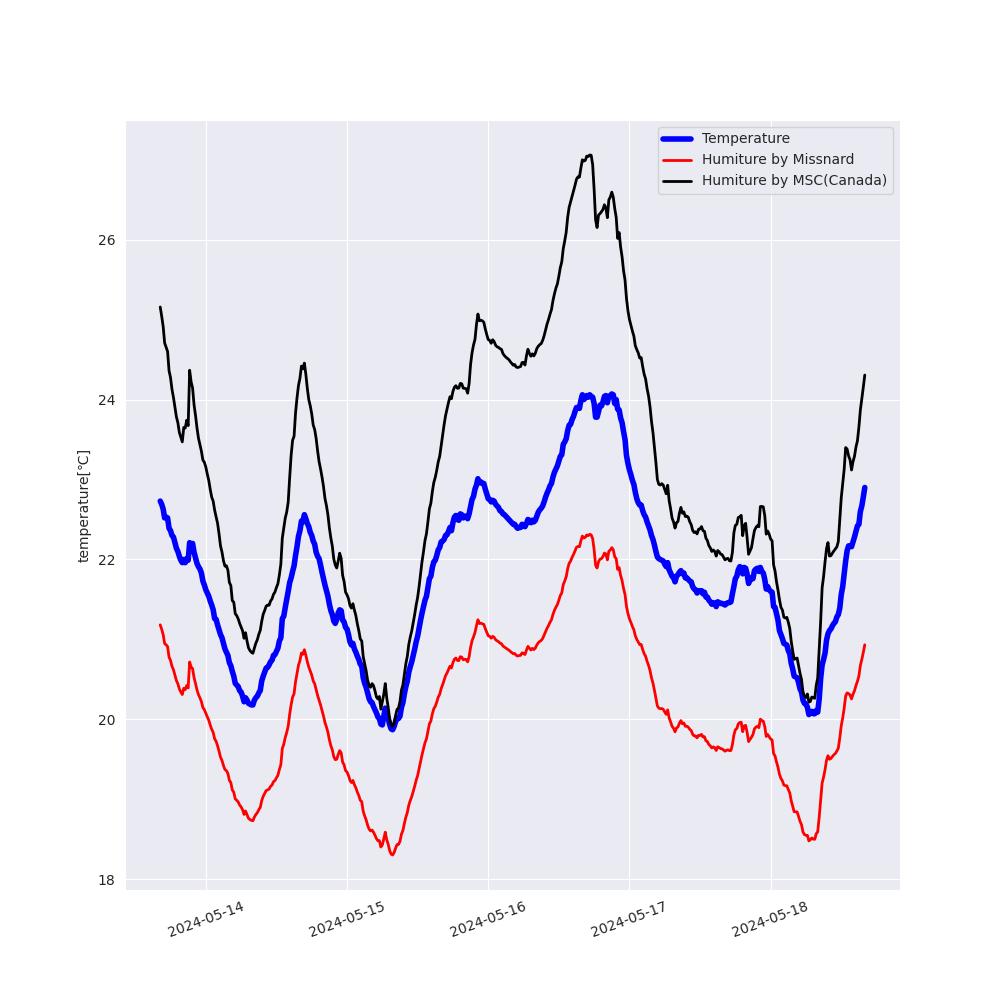 Temperature
Humiture by Missnard
Humiture by MSC(Canada)
26
24
22
20
18
temperature[℃]
2024-05-14
2024-05-15
2024-05-16
2024-05-17
2024-05-18